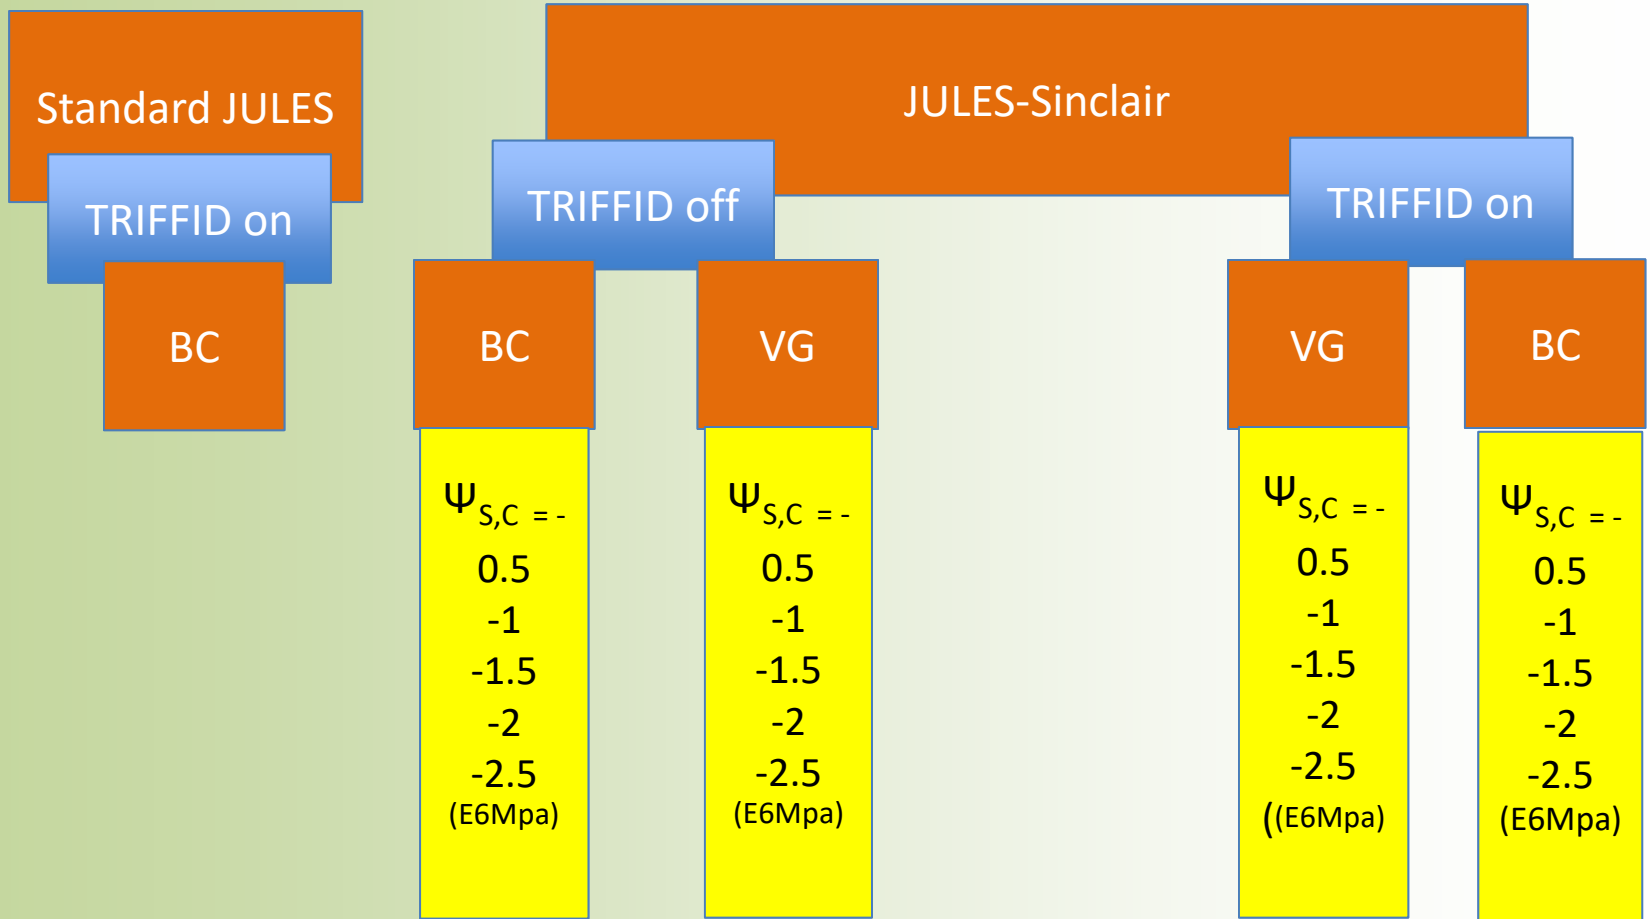 Standard JULES
TRIFFID on
BC
JULES-Sinclair
TRIFFID off
BC
ΨS,C = -
0.5
-1
-1.5
-2
-2.5
(E6Mpa)
VG
ΨS,C = -
0.5
-1
-1.5
-2
-2.5
(E6Mpa)
TRIFFID on
VG
ΨS,C = -
0.5
-1
-1.5
-2
-2.5
((E6Mpa)
BC
ΨS,C = -
0.5
-1
-1.5
-2
-2.5
(E6Mpa)